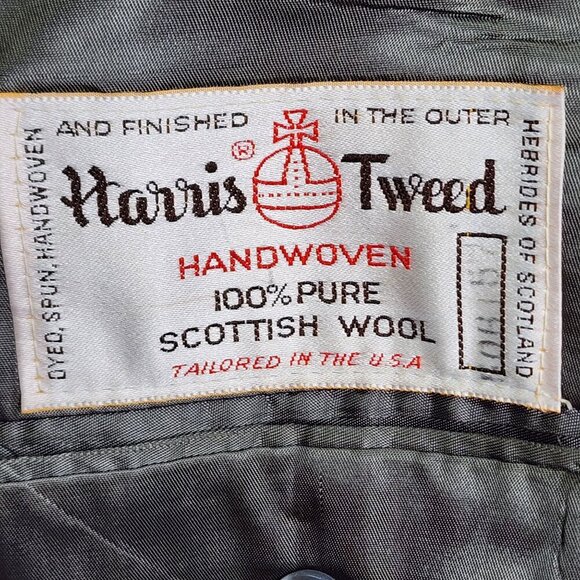 DYED, SPUN, HANDWOVEN
AND FINISHED IN THE OUTER
HEBRIDES OF SCOTLAND
Harris ® Tweed
HANDWOVEN
100% PURE
SCOTTISH WOOL
TAILORED IN THE U.S.A